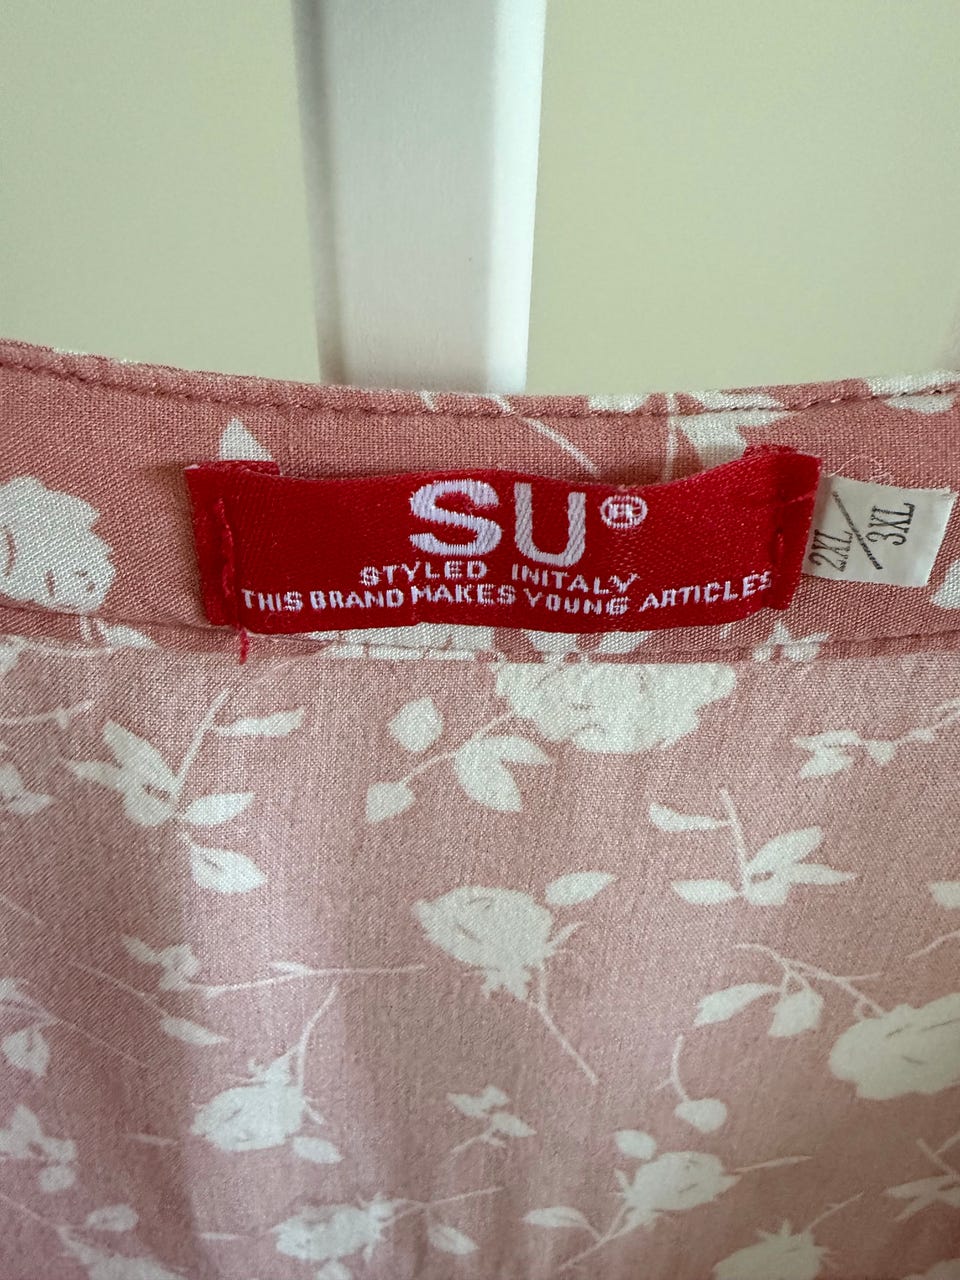 SU®
STYLED INITALY
THIS BRAND MAKES YOUNG ARTICLES
2XL/3XL